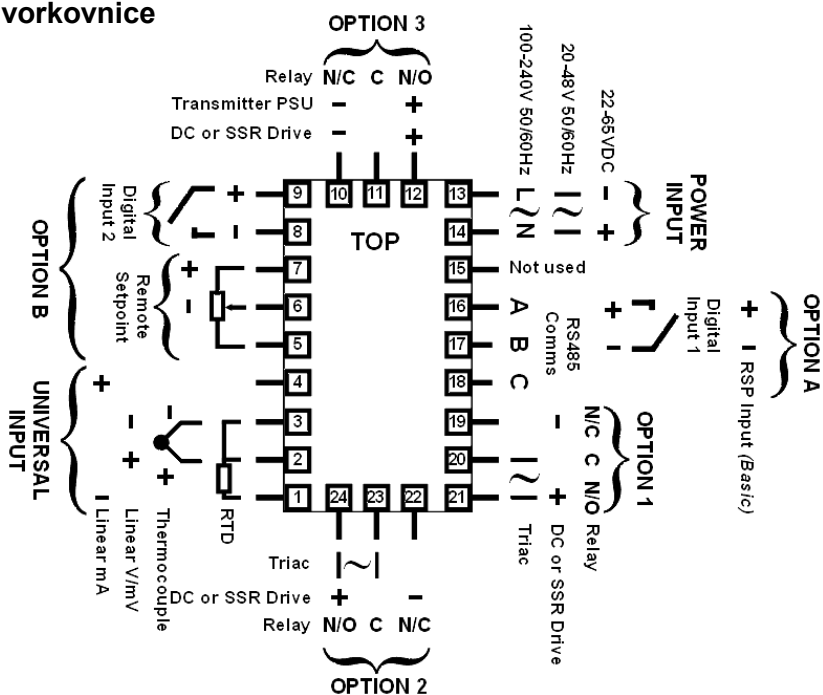 vorkovnice
OPTION 3
Relay N/C C N/O
Transmitter PSU - +
DC or SSR Drive - +
100-240V 50/60Hz
20-48V 50/60Hz
22-65VDC
L
N
- +
POWER
INPUT
OPTION B
Digital
Input 2
+
-
Remote
Setpoint
+
-
9 10 11 12 13
8 TOP 14
7 15 Not used
6 16 A
5 17 B
4 18 C
3 19
2 20
1 24 23 22 21
RS485
Comms
+
-
Digital
Input 1
+
-
RSP Input (Basic)
OPTION A
UNIVERSAL
INPUT
+
- Linear mA
-
+
Linear V/mV
-
+
Thermocouple
RTD
OPTION 1
N/C C N/O Relay
-
+
DC or SSR Drive
Triac
Triac
DC or SSR Drive + -
Relay N/O C N/C
OPTION 2